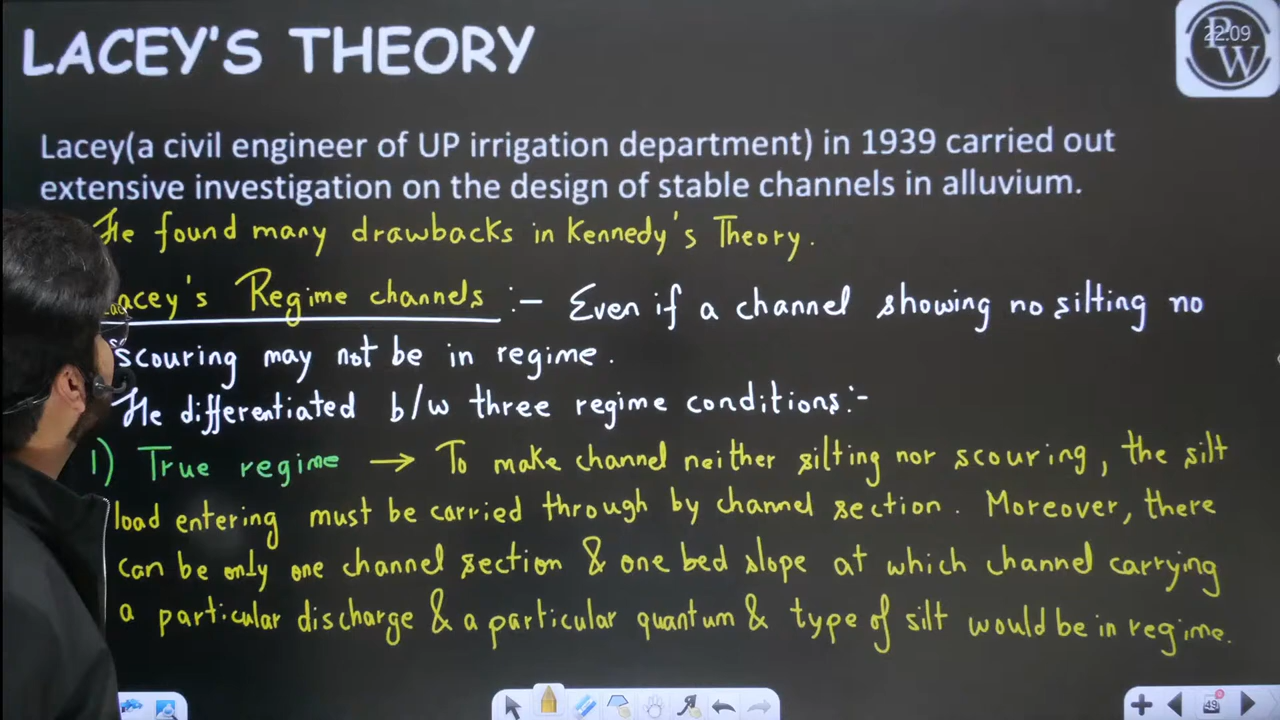 LACEY'S THEORY
22:09
PW
Lacey(a civil engineer of UP irrigation department) in 1939 carried out
extensive investigation on the design of stable channels in alluvium.
He found many drawbacks in Kennedy's Theory.
Lacey's Regime channels :- Even if a channel showing no silting no
scouring may not be in regime.
He differentiated b/w three regime conditions:-
1) True regime → To make channel neither silting nor scouring, the silt
load entering must be carried through by channel section. Moreover, there
can be only one channel section & one bed slope at which channel carrying
a particular discharge & a particular quantum & type of silt would be in regime.
49